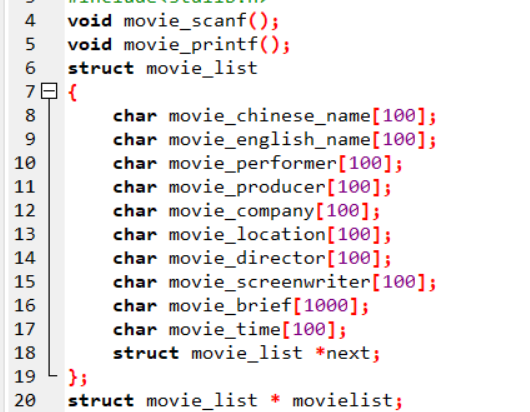 #include<stdlib.h>
4 void movie_scanf();
5 void movie_printf();
6 struct movie_list
7 {
8 char movie_chinese_name[100];
9 char movie_english_name[100];
10 char movie_performer[100];
11 char movie_producer[100];
12 char movie_company[100];
13 char movie_location[100];
14 char movie_director[100];
15 char movie_screenwriter[100];
16 char movie_brief[1000];
17 char movie_time[100];
18 struct movie_list *next;
19 };
20 struct movie_list * movielist;